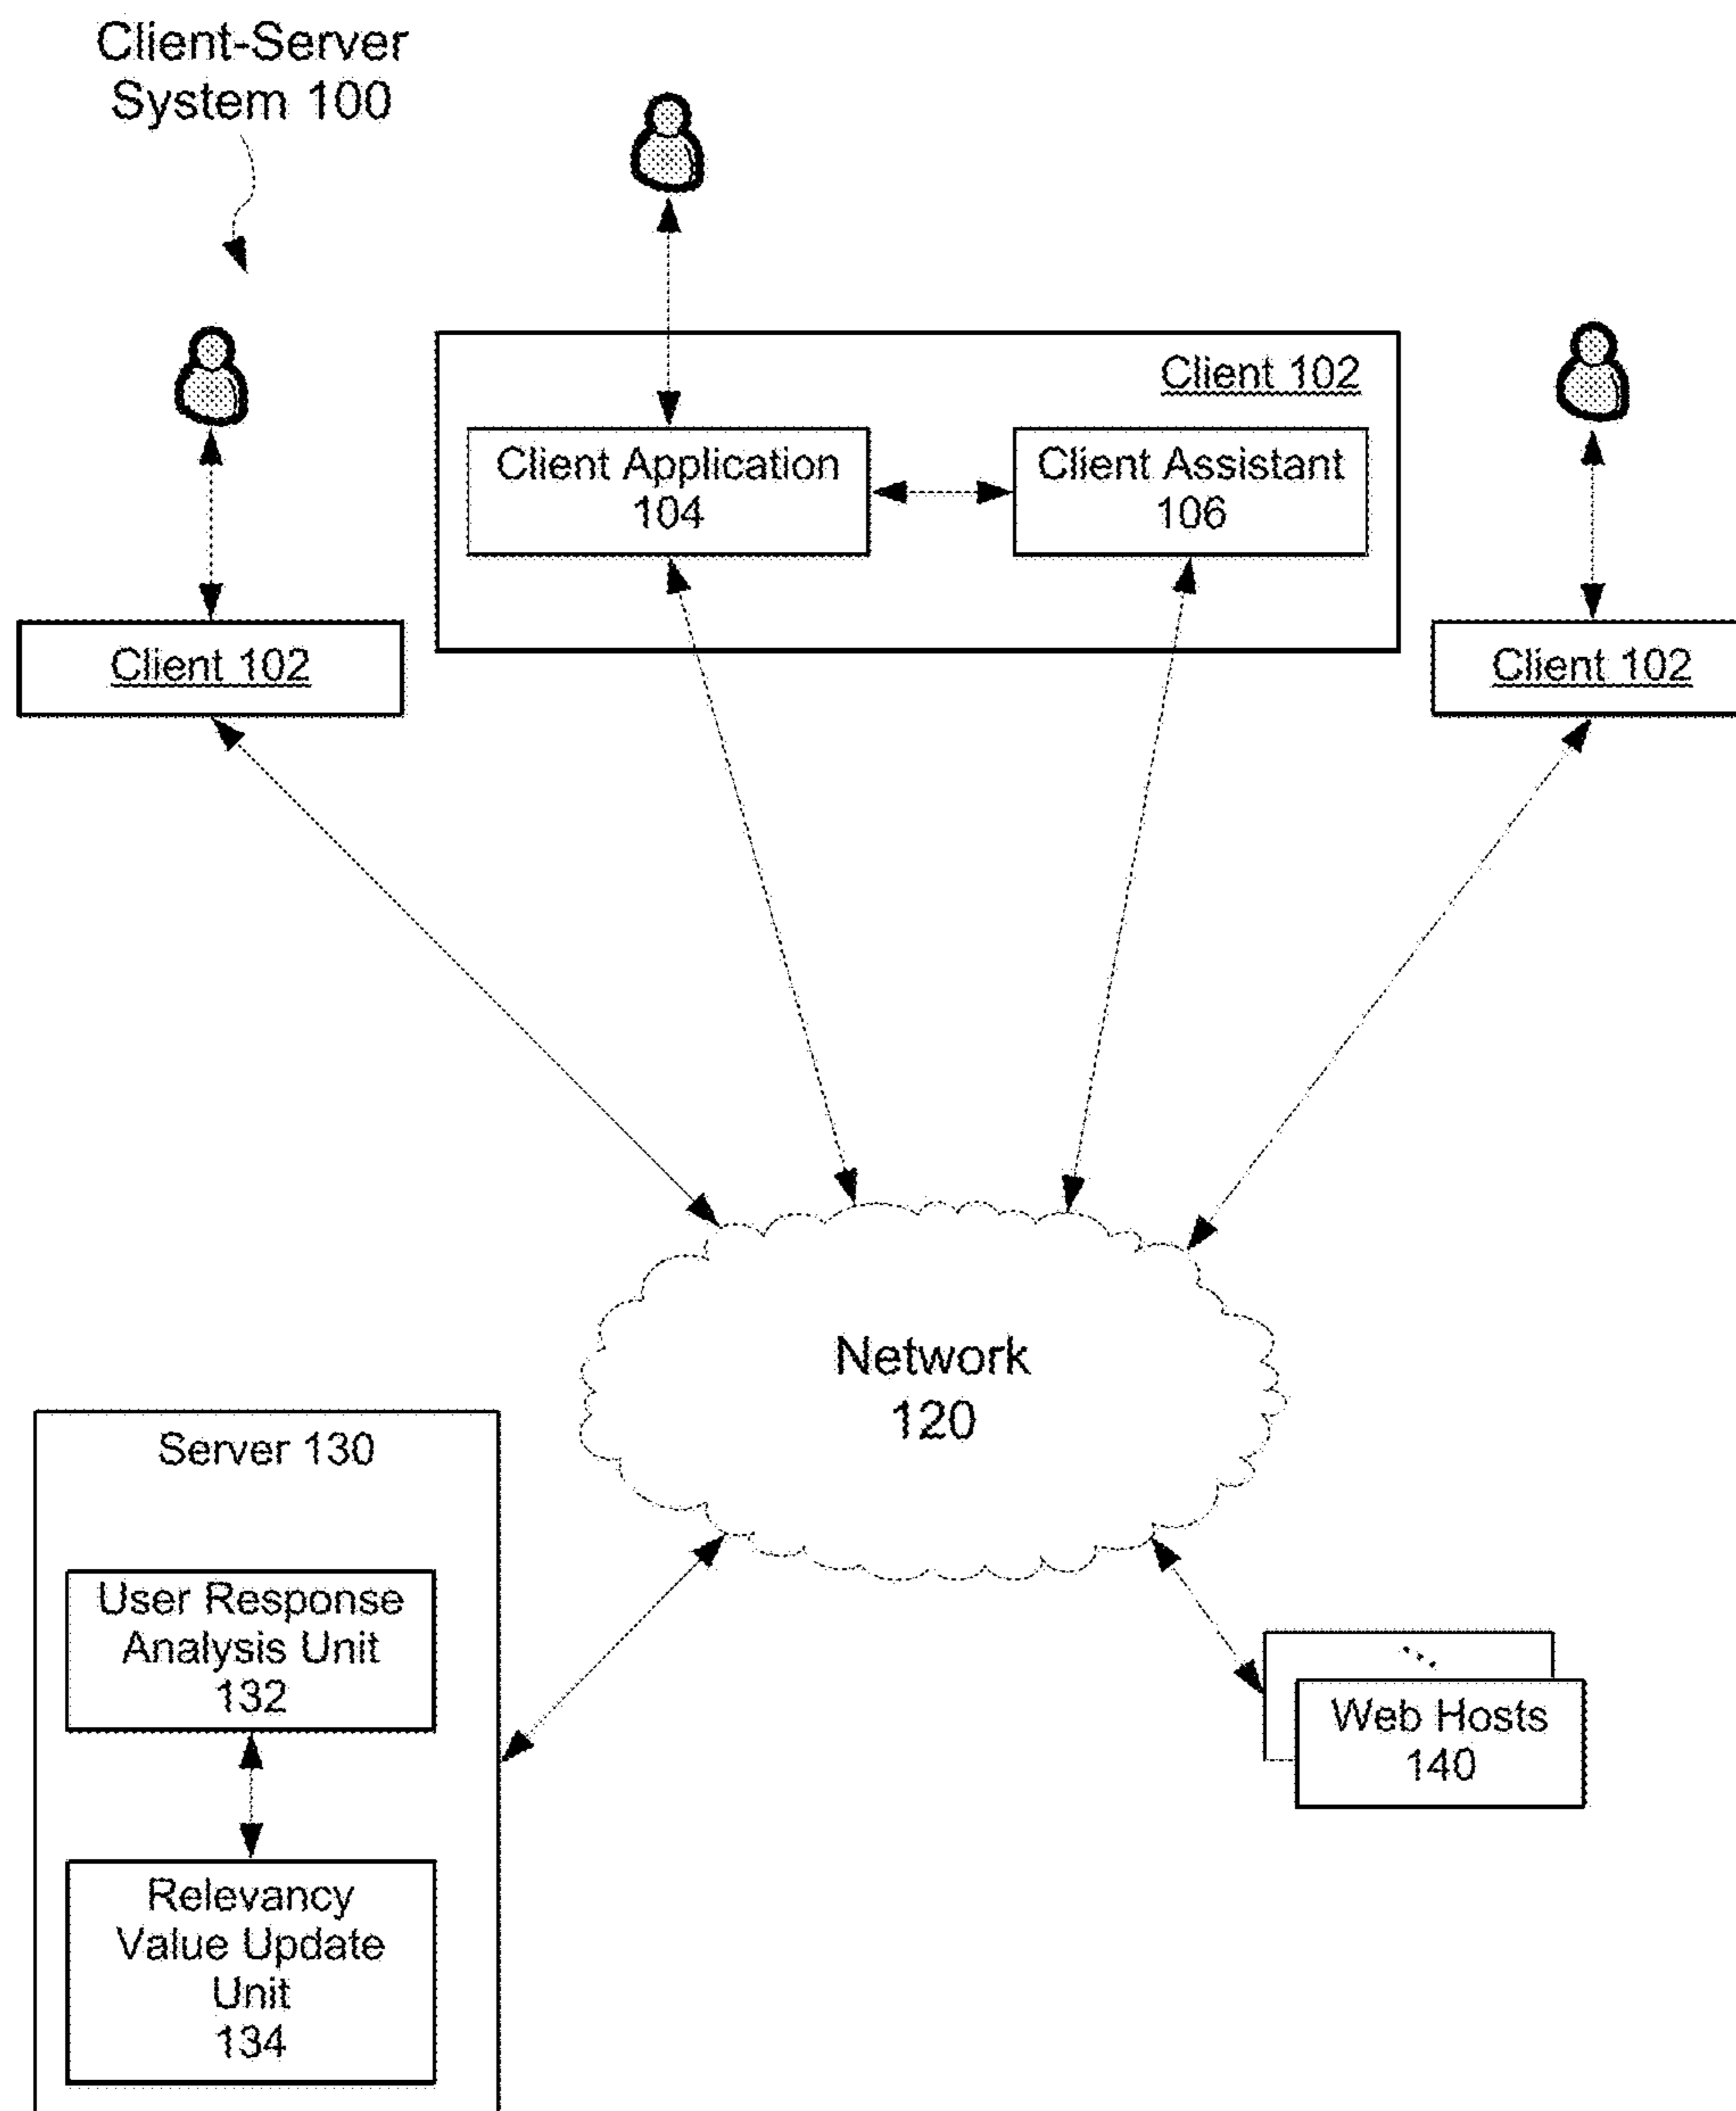 Client-Server
System 100
Client 102
Client Application
104
Client Assistant
106
Client 102
Client 102
Network
120
Server 130
User Response
Analysis Unit
132
Relevancy
Value Update
Unit
134
Web Hosts
140